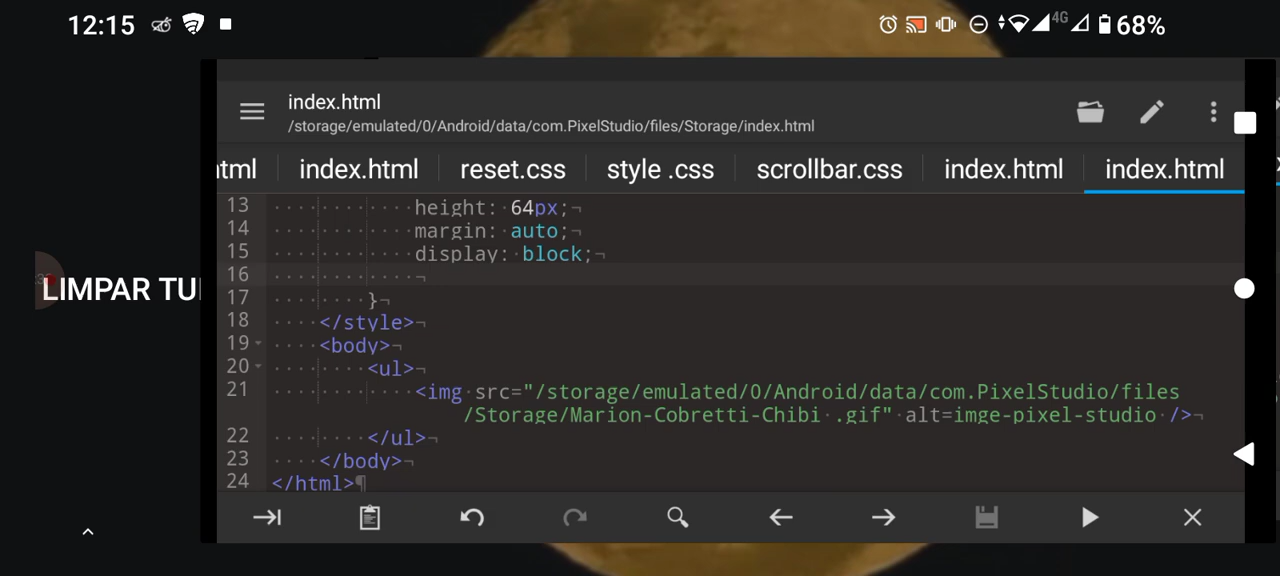 12:15
4G 68%
index.html
/storage/emulated/0/Android/data/com.PixelStudio/files/Storage/index.html
html index.html reset.css style .css scrollbar.css index.html index.html
13 height: 64px;
14 margin: auto;
15 display: block;
16
17 }
18 </style>
19 <body>
20 <ul>
21 <img src="/storage/emulated/0/Android/data/com.PixelStudio/files
/Storage/Marion-Cobretti-Chibi .gif" alt=imge-pixel-studio />
22 </ul>
23 </body>
24 </html>
LIMPAR TU